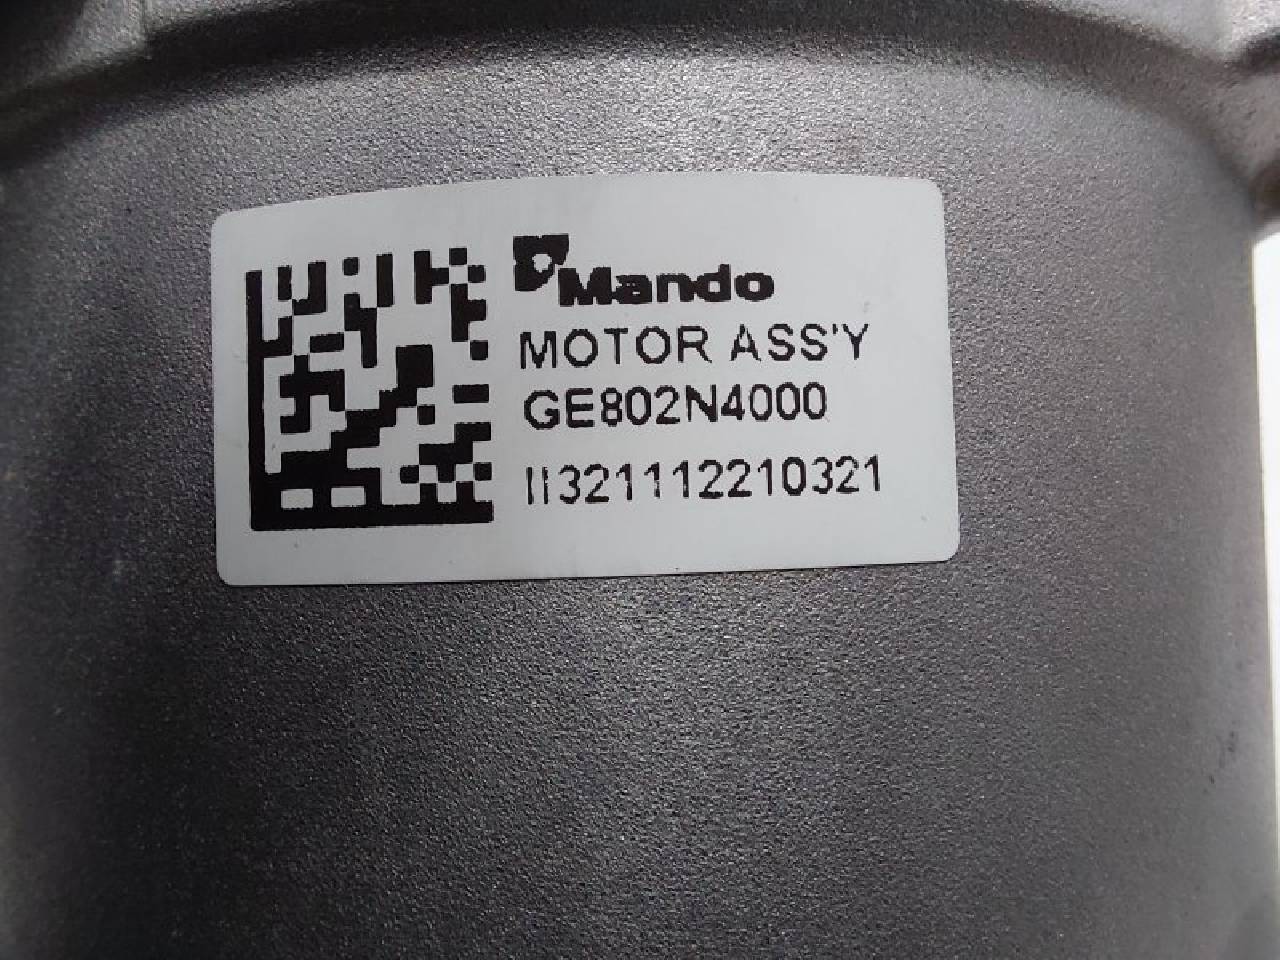 Mando
MOTOR ASS'Y
GE802N4000
II321112210321